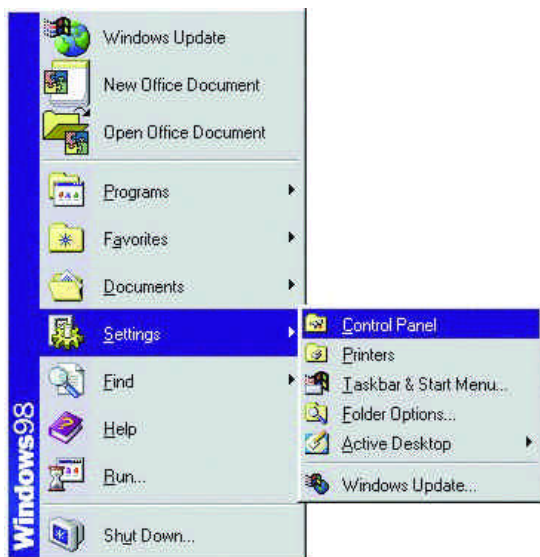 Windows Update
New Office Document
Open Office Document
Programs
Favorites
Documents
Settings
Find
Help
Run...
Shut Down...
Windows98
Control Panel
Printers
Taskbar & Start Menu...
Folder Options...
Active Desktop
Windows Update...